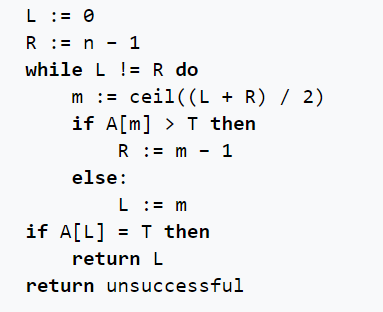 L := 0
R := n − 1
while L != R do
    m := ceil((L + R) / 2)
    if A[m] > T then
        R := m − 1
    else:
        L := m
if A[L] = T then
    return L
return unsuccessful